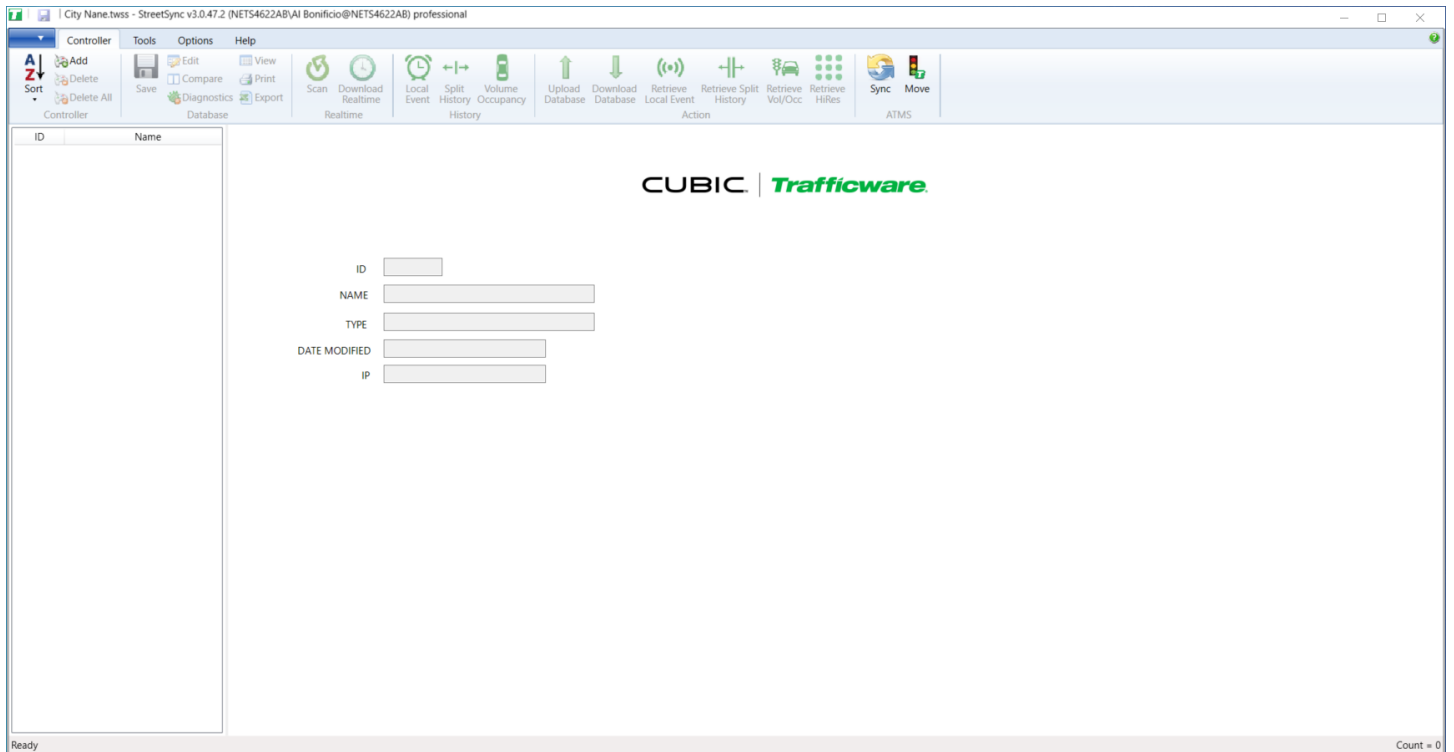 City Nane.twss - StreetSync v3.0.47.2 (NETS4622AB\Al Bonificio@NETS4622AB) professional
Controller Tools Options Help
Sort
Add
Delete
Delete All
Controller
Save
Edit
Compare
Diagnostics
View
Print
Export
Database
Scan
Download Realtime
Realtime
Local Event
Split History
Volume Occupancy
History
Upload Database
Download Database
Retrieve Local Event
Retrieve Split History
Retrieve Vol/Occ
Retrieve HiRes
Action
Sync
Move
ATMS
ID Name
CUBIC™ | Trafficware.
ID
NAME
TYPE
DATE MODIFIED
IP
Ready Count = 0